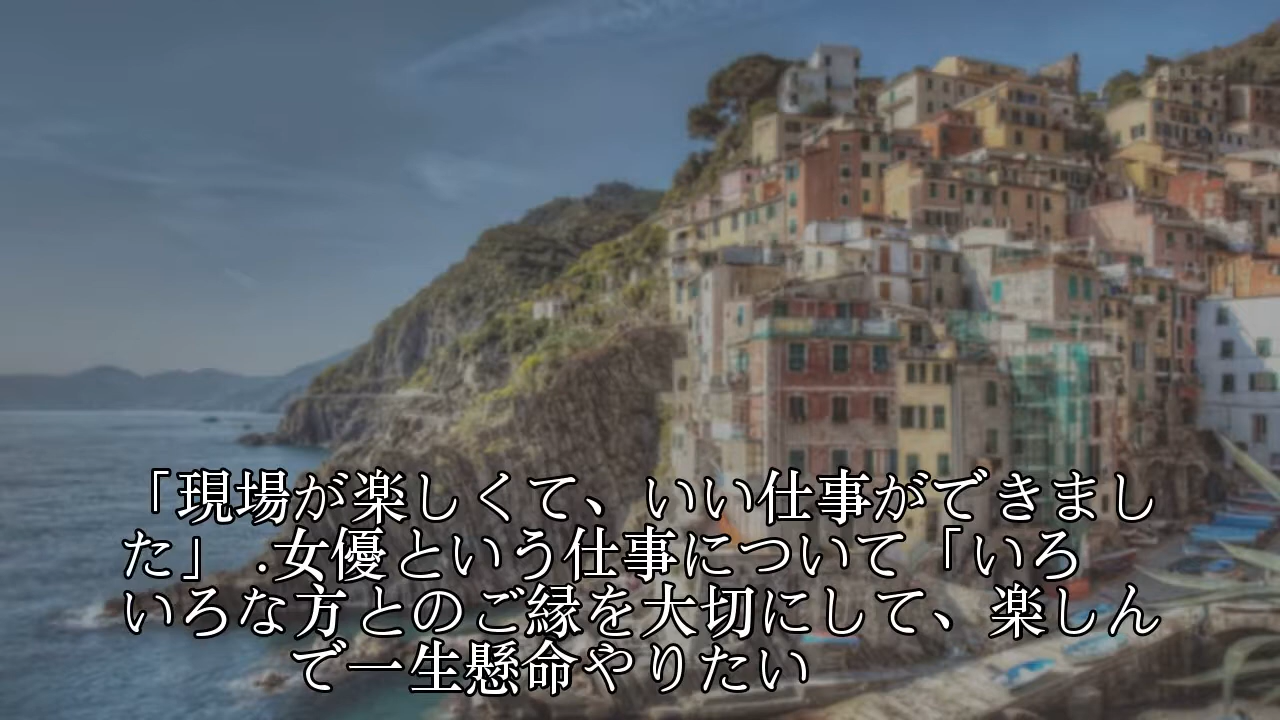 「現場が楽しくて、いい仕事ができまし
た」 .女優という仕事について「いろ
いろな方とのご縁を大切にして、楽しん
で一生懸命やりたい